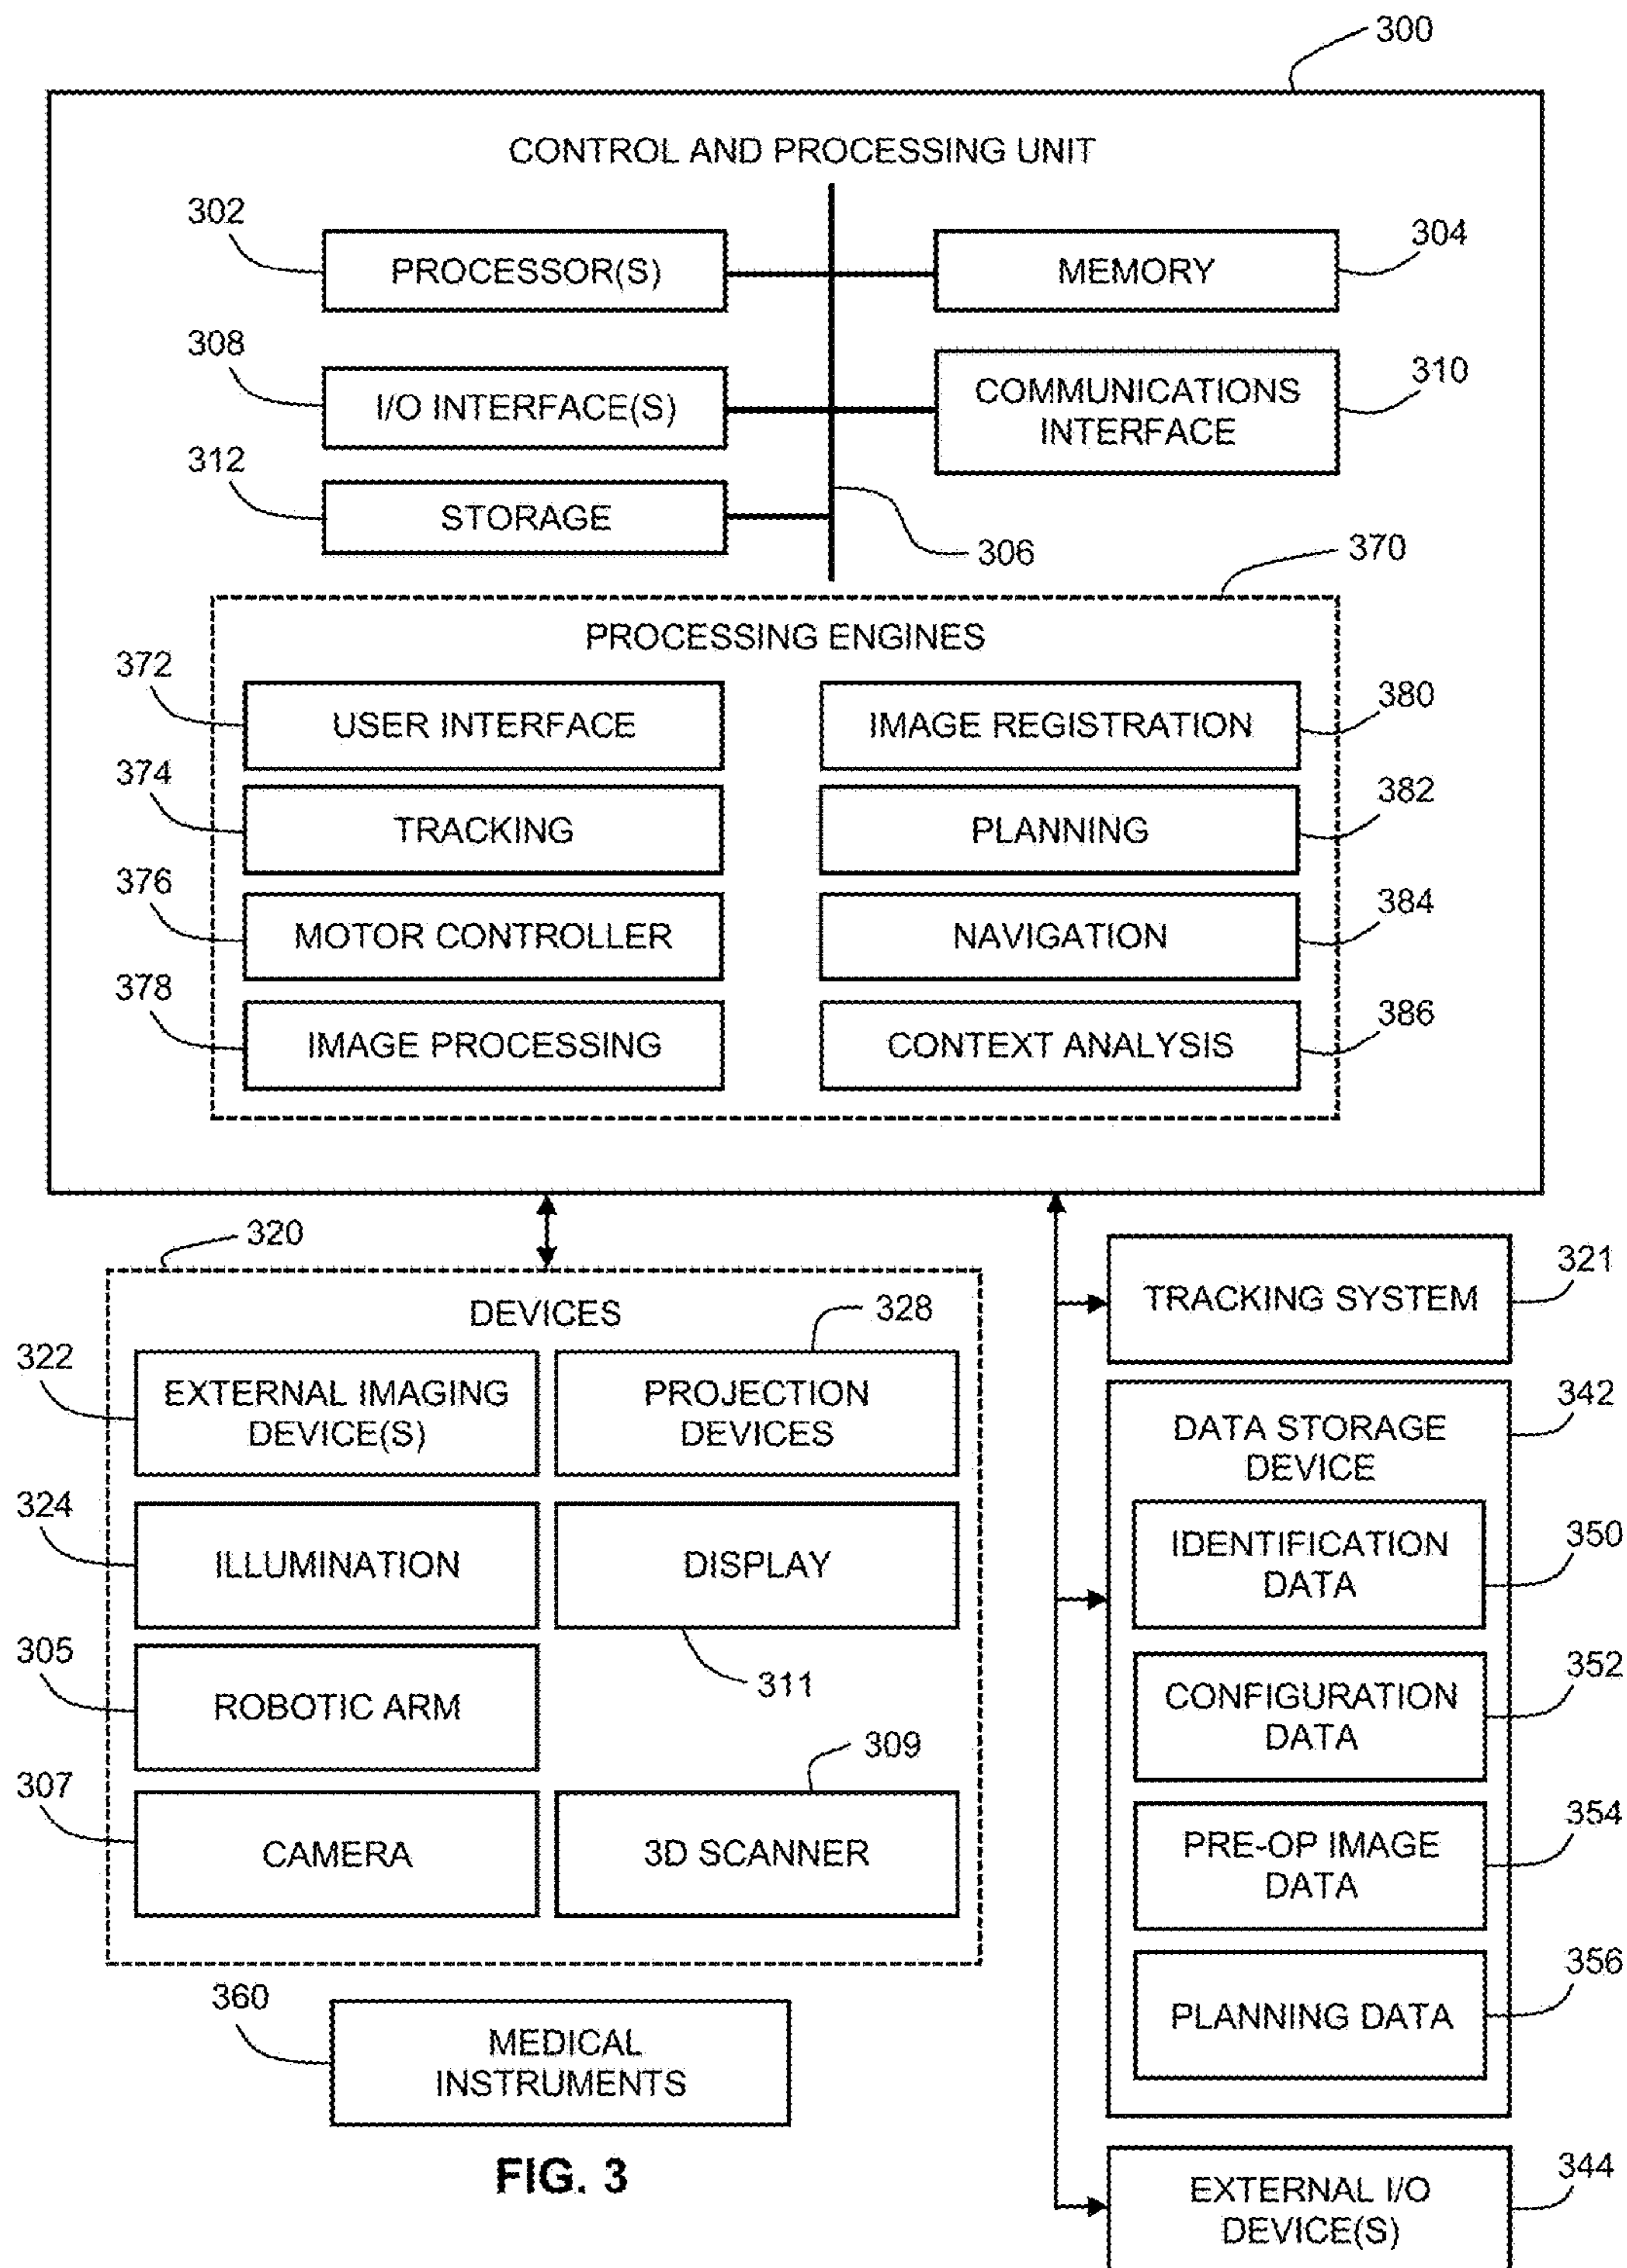 300
CONTROL AND PROCESSING UNIT
302
PROCESSOR(S)
MEMORY
304
308
I/O INTERFACE(S)
COMMUNICATIONS
INTERFACE
310
312
STORAGE
306
370
PROCESSING ENGINES
372
USER INTERFACE
IMAGE REGISTRATION
380
374
TRACKING
PLANNING
382
376
MOTOR CONTROLLER
NAVIGATION
384
378
IMAGE PROCESSING
CONTEXT ANALYSIS
386
320
DEVICES
328
322
EXTERNAL IMAGING
DEVICE(S)
PROJECTION
DEVICES
324
ILLUMINATION
DISPLAY
311
305
ROBOTIC ARM
309
307
CAMERA
3D SCANNER
360
MEDICAL
INSTRUMENTS
TRACKING SYSTEM
321
342
DATA STORAGE
DEVICE
IDENTIFICATION
DATA
350
CONFIGURATION
DATA
352
PRE-OP IMAGE
DATA
354
PLANNING DATA
356
EXTERNAL I/O
DEVICE(S)
344
FIG. 3